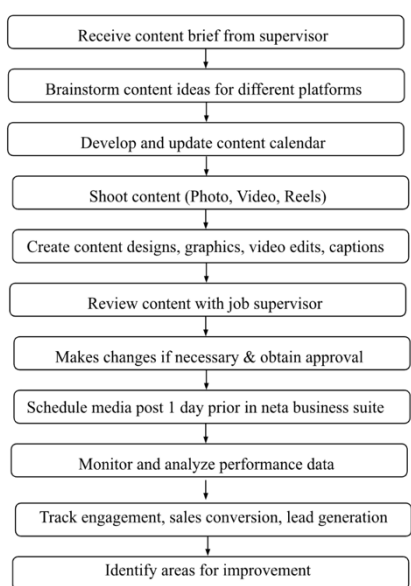 Receive content brief from supervisor
Brainstorm content ideas for different platforms
Develop and update content calendar
Shoot content (Photo, Video, Reels)
Create content designs, graphics, video edits, captions
Review content with job supervisor
Makes changes if necessary & obtain approval
Schedule media post 1 day prior in neta business suite
Monitor and analyze performance data
Track engagement, sales conversion, lead generation
Identify areas for improvement